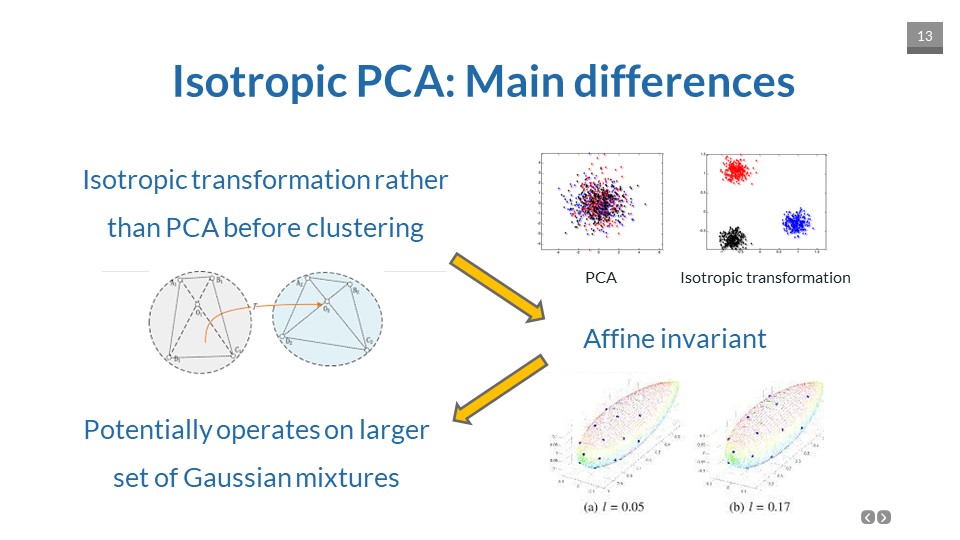 13
Isotropic PCA: Main differences
Isotropic transformation rather
than PCA before clustering
PCA
Isotropic transformation
Affine invariant
Potentially operates on larger
set of Gaussian mixtures
(a) l = 0.05
(b) l = 0.17